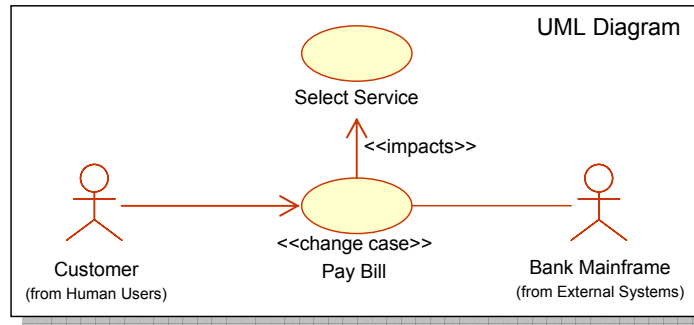 UML Diagram
Select Service
<<impacts>>
<<change case>>
Pay Bill
Customer
(from Human Users)
Bank Mainframe
(from External Systems)